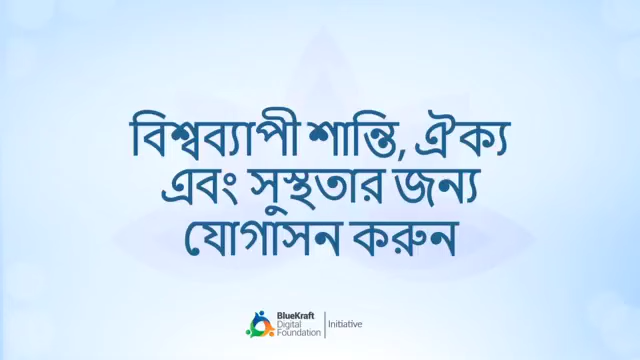 বিশ্বব্যাপী শান্তি, ঐক্য
এবং সুস্থতার জন্য
যোগাসন করুন
BlueKraft
Digital
Foundation
Initiative